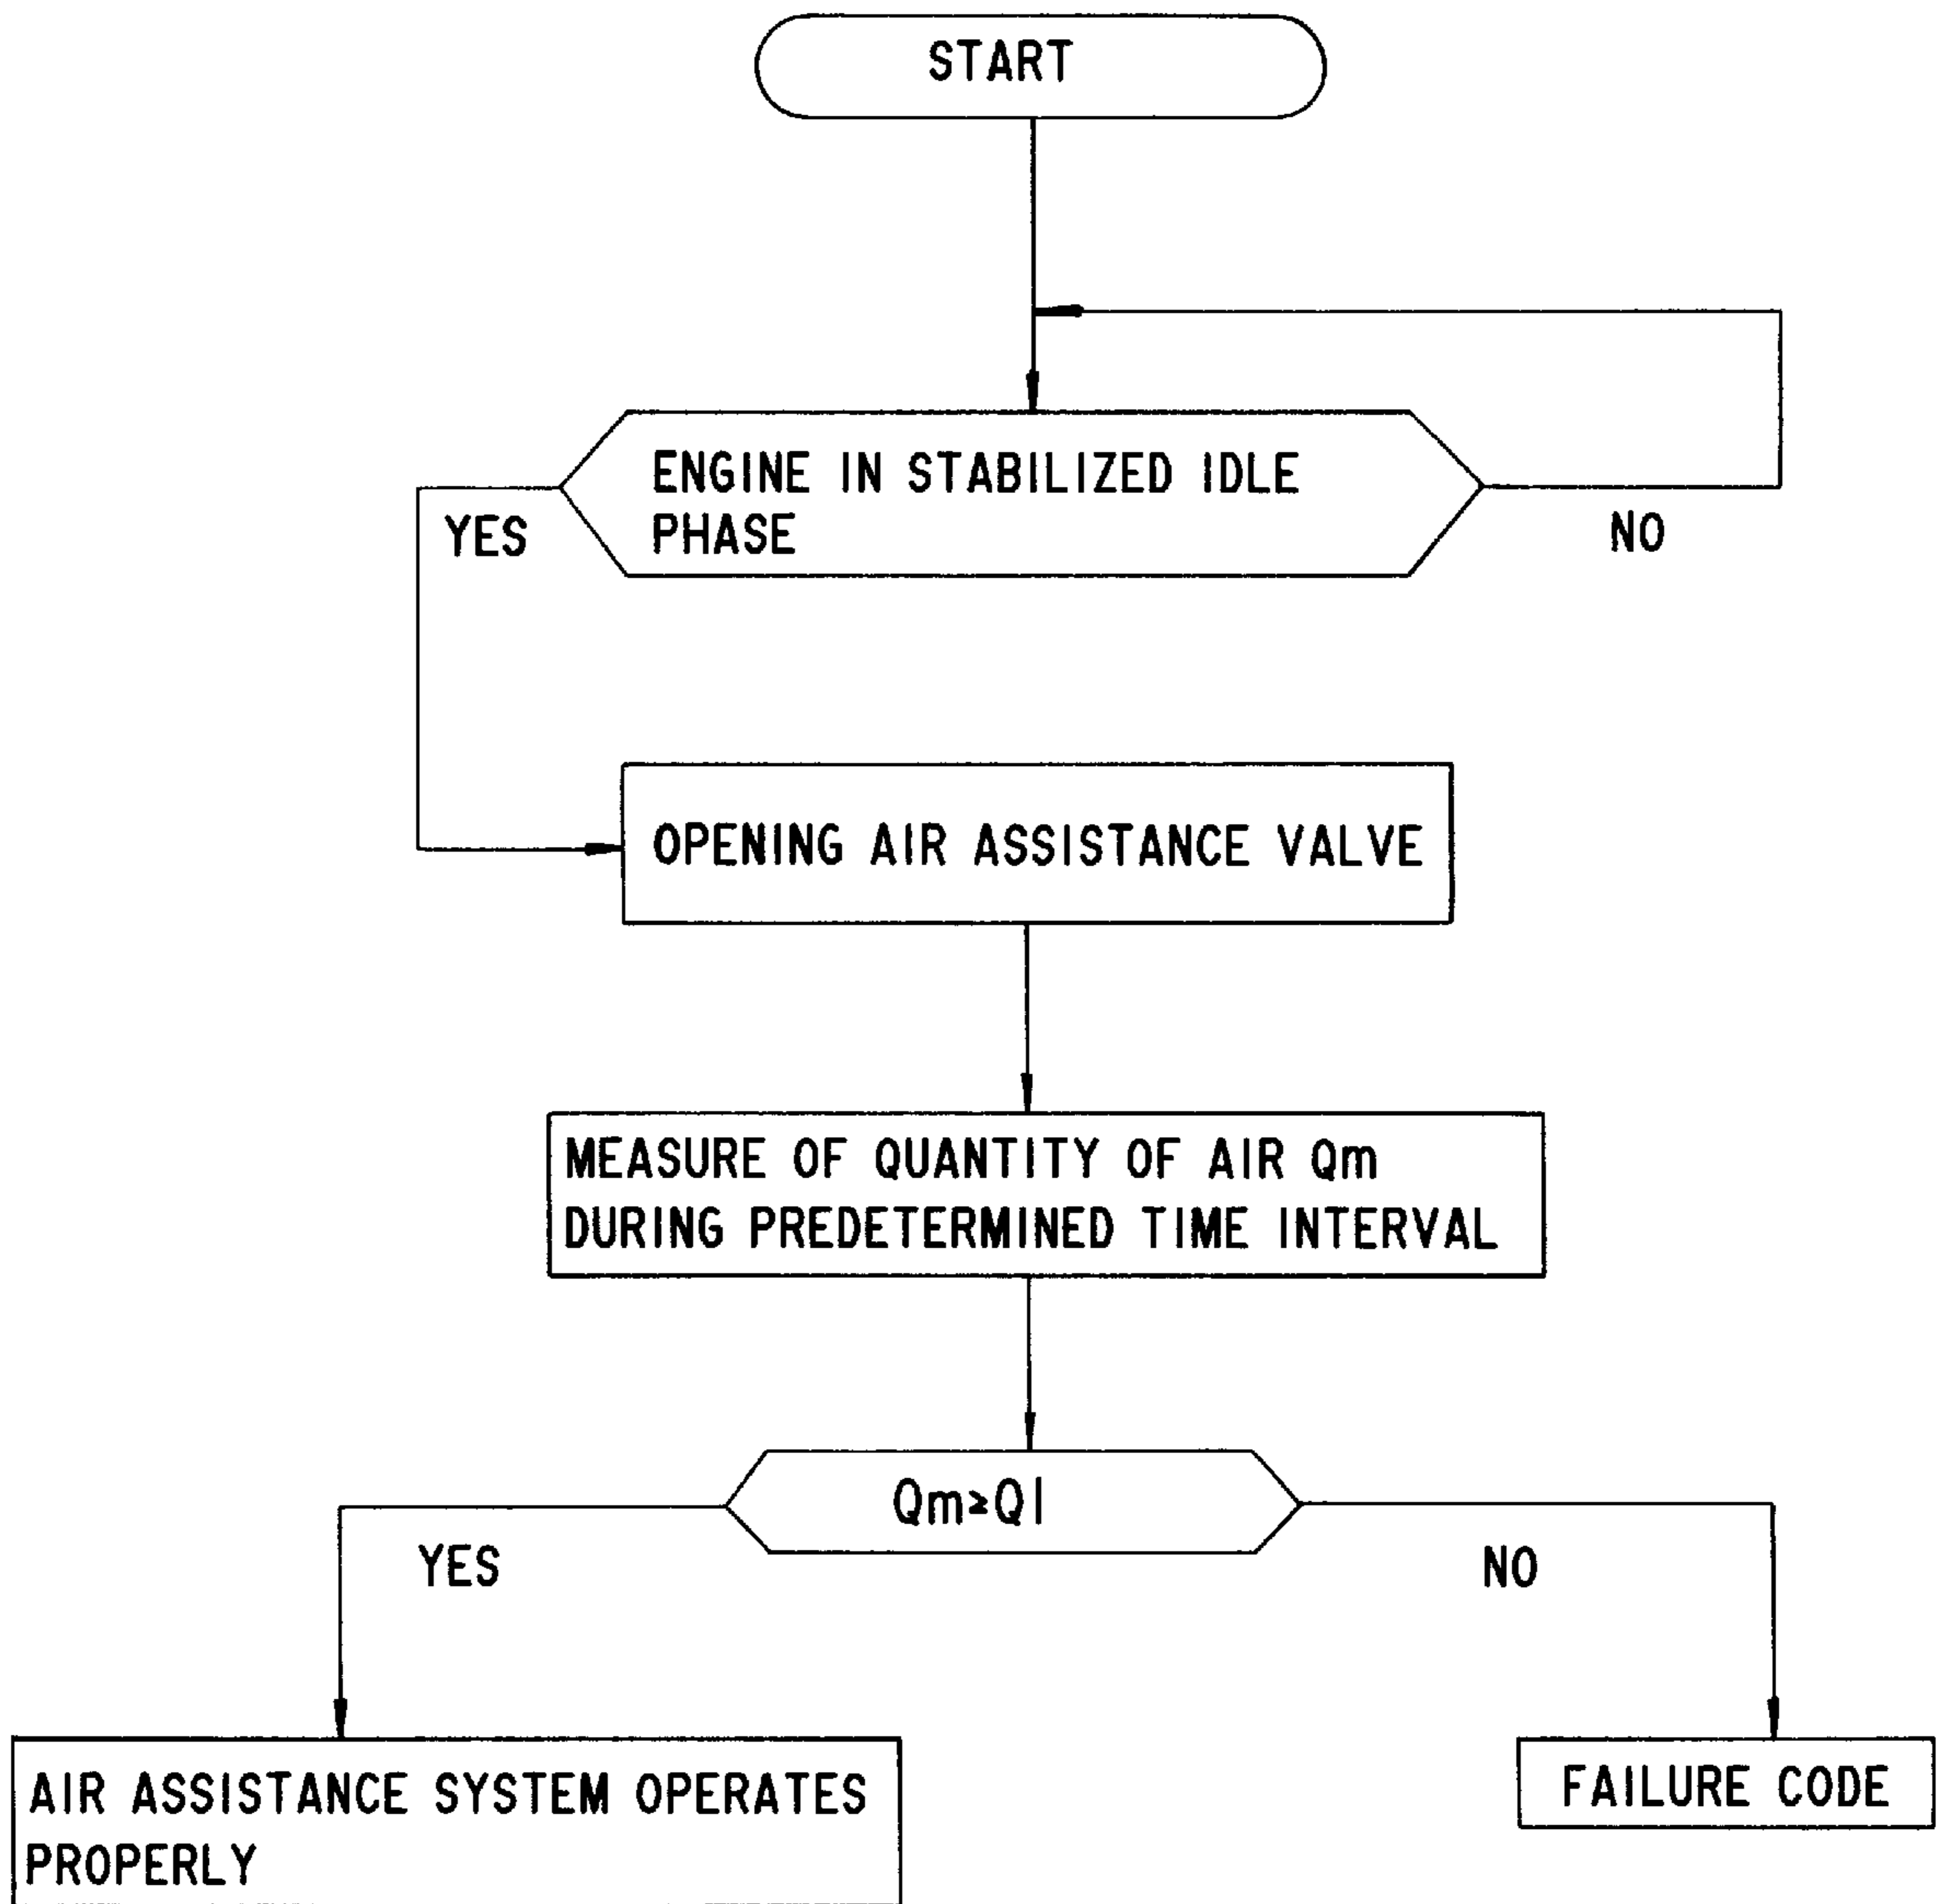 START
ENGINE IN STABILIZED IDLE
PHASE
YES
NO
OPENING AIR ASSISTANCE VALVE
MEASURE OF QUANTITY OF AIR Qm
DURING PREDETERMINED TIME INTERVAL
Qm≥Ql
YES
NO
AIR ASSISTANCE SYSTEM OPERATES
PROPERLY
FAILURE CODE